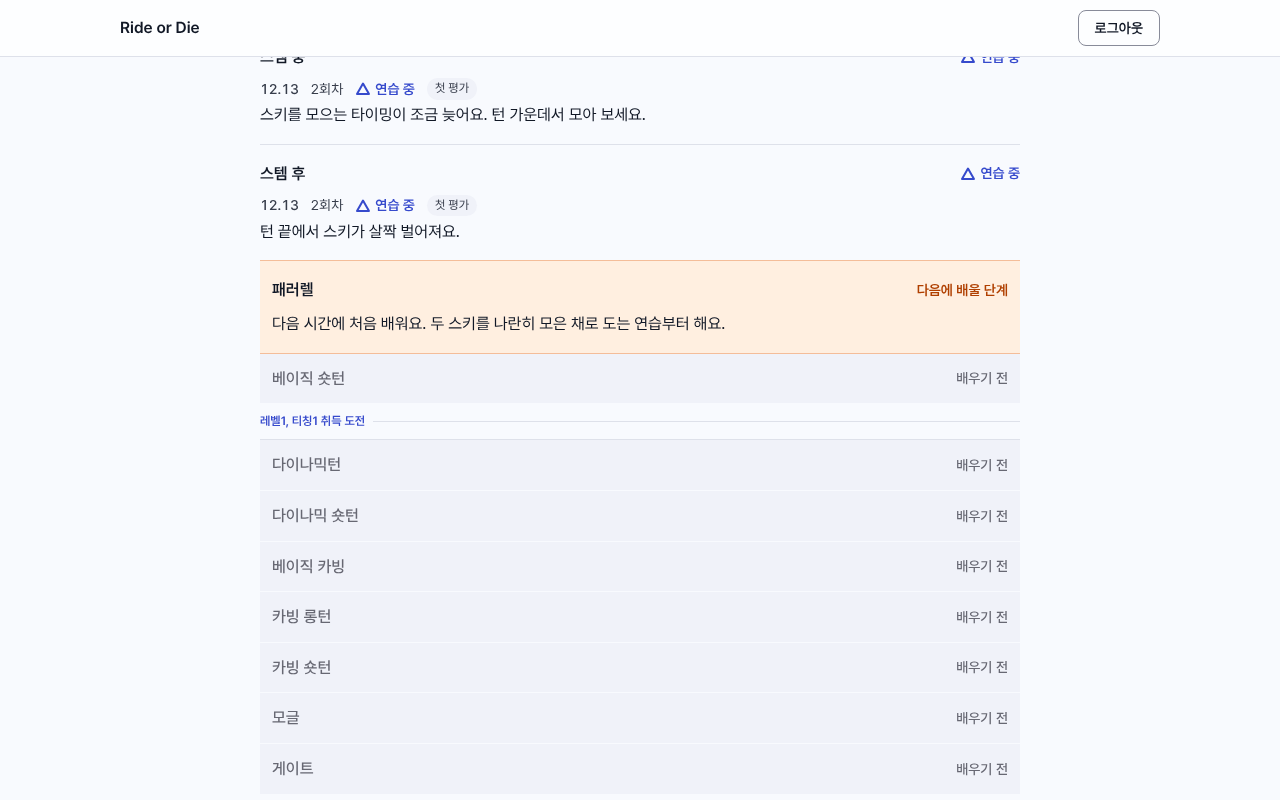 Ride or Die
로그아웃
스템 중
연습 중
12.13 2회차 연습 중 첫 평가
스키를 모으는 타이밍이 조금 늦어요. 턴 가운데서 모아 보세요.
스템 후
연습 중
12.13 2회차 연습 중 첫 평가
턴 끝에서 스키가 살짝 벌어져요.
패러렐
다음에 배울 단계
다음 시간에 처음 배워요. 두 스키를 나란히 모은 채로 도는 연습부터 해요.
베이직 숏턴
배우기 전
레벨1, 티칭1 취득 도전
다이나믹턴
배우기 전
다이나믹 숏턴
배우기 전
베이직 카빙
배우기 전
카빙 롱턴
배우기 전
카빙 숏턴
배우기 전
모글
배우기 전
게이트
배우기 전